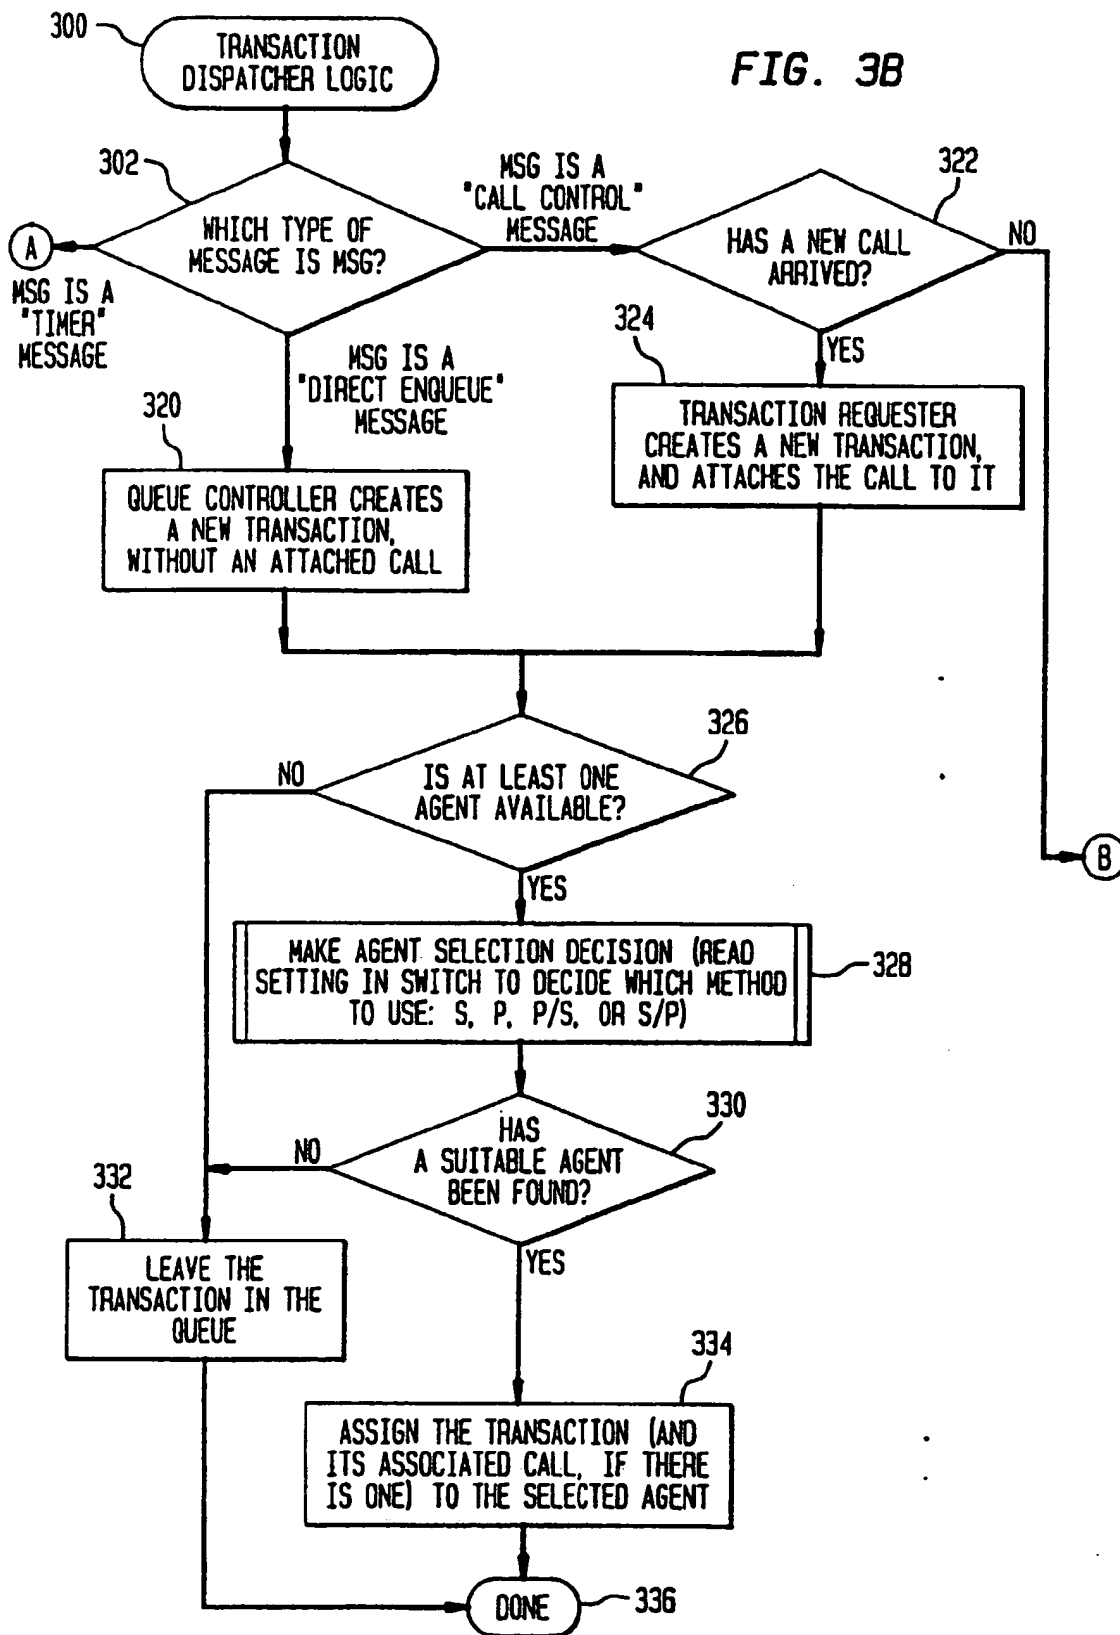 300
TRANSACTION
DISPATCHER LOGIC
FIG. 3B
302
WHICH TYPE OF
MESSAGE IS MSG?
A
MSG IS A
"TIMER"
MESSAGE
MSG IS A
"CALL CONTROL"
MESSAGE
322
HAS A NEW CALL
ARRIVED?
NO
MSG IS A
"DIRECT ENQUEUE"
MESSAGE
324
YES
TRANSACTION REQUESTER
CREATES A NEW TRANSACTION,
AND ATTACHES THE CALL TO IT
320
QUEUE CONTROLLER CREATES
A NEW TRANSACTION,
WITHOUT AN ATTACHED CALL
326
IS AT LEAST ONE
AGENT AVAILABLE?
NO
B
YES
MAKE AGENT SELECTION DECISION (READ
SETTING IN SWITCH TO DECIDE WHICH METHOD
TO USE: S, P, P/S, OR S/P)
328
330
HAS
A SUITABLE AGENT
BEEN FOUND?
NO
332
LEAVE THE
TRANSACTION IN THE
QUEUE
YES
334
ASSIGN THE TRANSACTION (AND
ITS ASSOCIATED CALL, IF THERE
IS ONE) TO THE SELECTED AGENT
DONE
336